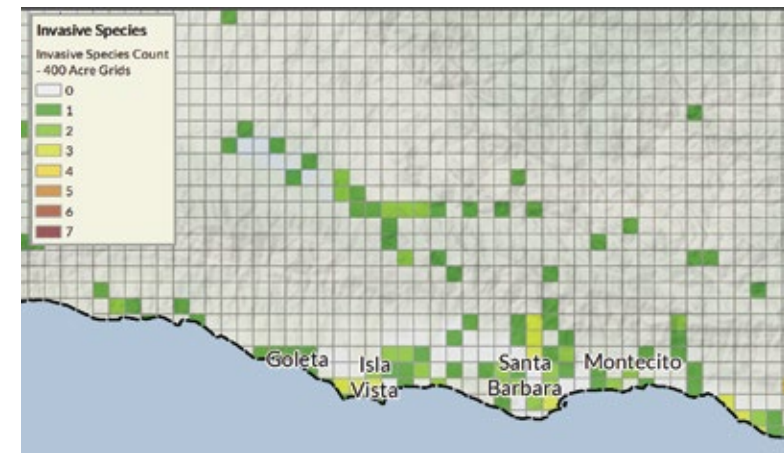 Invasive Species
Invasive Species Count
- 400 Acre Grids
0
1
2
3
4
5
6
7
Goleta
Isla
Vista
Santa
Barbara
Montecito